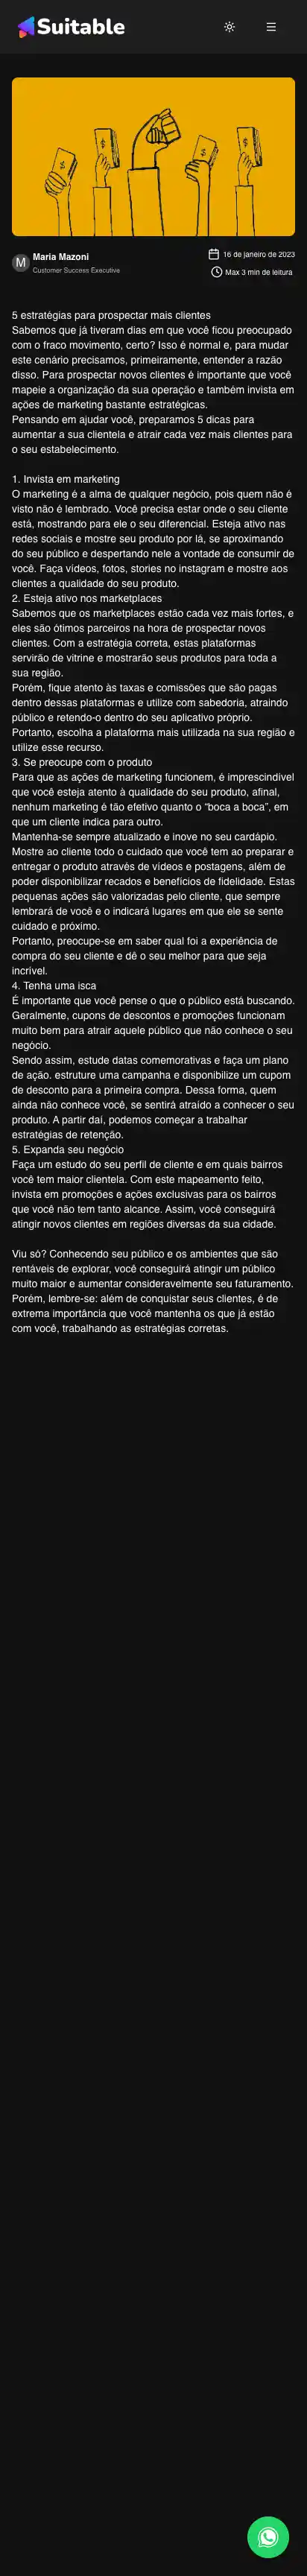 Suitable
M
Maria Mazoni
Customer Success Executive
16 de janeiro de 2023
Max 3 min de leitura
5 estratégias para prospectar mais clientes
Sabemos que já tiveram dias em que você ficou preocupado
com o fraco movimento, certo? Isso é normal e, para mudar
este cenário precisamos, primeiramente, entender a razão
disso. Para prospectar novos clientes é importante que você
mapeie a organização da sua operação e também invista em
ações de marketing bastante estratégicas.
Pensando em ajudar você, preparamos 5 dicas para
aumentar a sua clientela e atrair cada vez mais clientes para
o seu estabelecimento.
1. Invista em marketing
O marketing é a alma de qualquer negócio, pois quem não é
visto não é lembrado. Você precisa estar onde o seu cliente
está, mostrando para ele o seu diferencial. Esteja ativo nas
redes sociais e mostre seu produto por lá, se aproximando
do seu público e despertando nele a vontade de consumir de
você. Faça vídeos, fotos, stories no instagram e mostre aos
clientes a qualidade do seu produto.
2. Esteja ativo nos marketplaces
Sabemos que os marketplaces estão cada vez mais fortes, e
eles são ótimos parceiros na hora de prospectar novos
clientes. Com a estratégia correta, estas plataformas
servirão de vitrine e mostrarão seus produtos para toda a
sua região.
Porém, fique atento às taxas e comissões que são pagas
dentro dessas plataformas e utilize com sabedoria, atraindo
público e retendo-o dentro do seu aplicativo próprio.
Portanto, escolha a plataforma mais utilizada na sua região e
utilize esse recurso.
3. Se preocupe com o produto
Para que as ações de marketing funcionem, é imprescindível
que você esteja atento à qualidade do seu produto, afinal,
nenhum marketing é tão efetivo quanto o “boca a boca”, em
que um cliente indica para outro.
Mantenha-se sempre atualizado e inove no seu cardápio.
Mostre ao cliente todo o cuidado que você tem ao preparar e
entregar o produto através de vídeos e postagens, além de
poder disponibilizar recados e benefícios de fidelidade. Estas
pequenas ações são valorizadas pelo cliente, que sempre
lembrará de você e o indicará lugares em que ele se sente
cuidado e próximo.
Portanto, preocupe-se em saber qual foi a experiência de
compra do seu cliente e dê o seu melhor para que seja
incrível.
4. Tenha uma isca
É importante que você pense o que o público está buscando.
Geralmente, cupons de descontos e promoções funcionam
muito bem para atrair aquele público que não conhece o seu
negócio.
Sendo assim, estude datas comemorativas e faça um plano
de ação. estruture uma campanha e disponibilize um cupom
de desconto para a primeira compra. Dessa forma, quem
ainda não conhece você, se sentirá atraído a conhecer o seu
produto. A partir daí, podemos começar a trabalhar
estratégias de retenção.
5. Expanda seu negócio
Faça um estudo do seu perfil de cliente e em quais bairros
você tem maior clientela. Com este mapeamento feito,
invista em promoções e ações exclusivas para os bairros
que você não tem tanto alcance. Assim, você conseguirá
atingir novos clientes em regiões diversas da sua cidade.
Viu só? Conhecendo seu público e os ambientes que são
rentáveis de explorar, você conseguirá atingir um público
muito maior e aumentar consideravelmente seu faturamento.
Porém, lembre-se: além de conquistar seus clientes, é de
extrema importância que você mantenha os que já estão
com você, trabalhando as estratégias corretas.